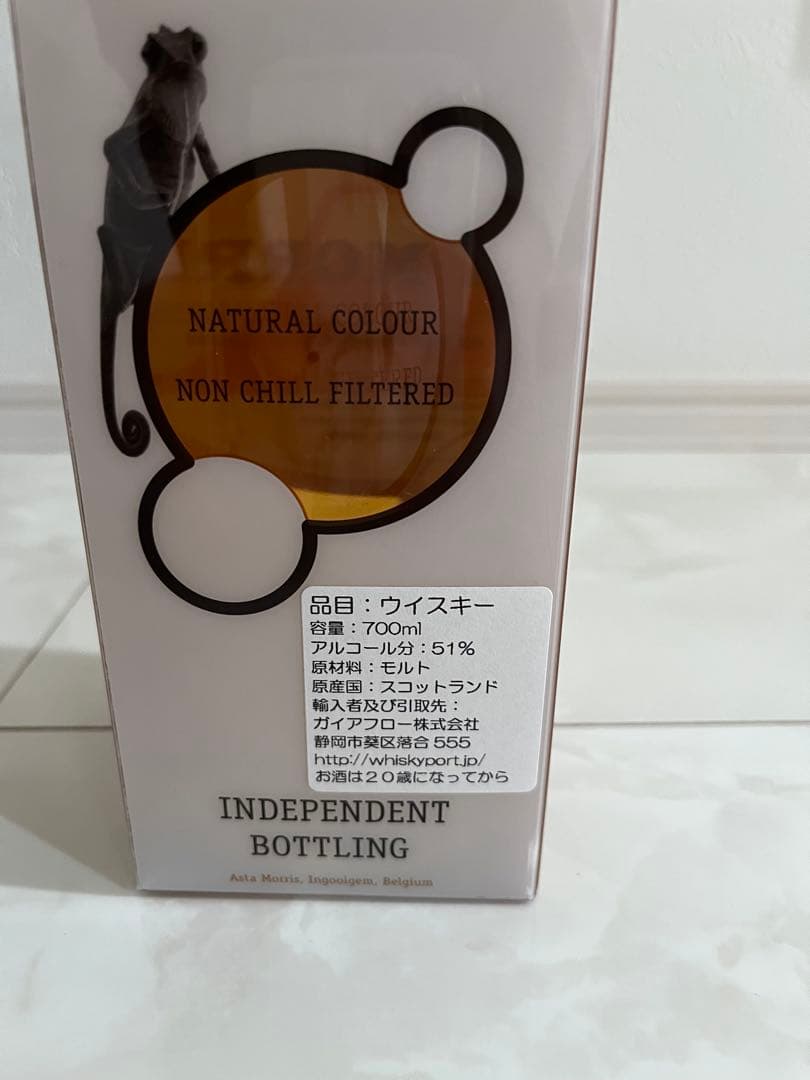 NATURAL COLOUR
NON CHILL FILTERED
品目：ウイスキー
容量：700ml
アルコール分：51%
原材料：モルト
原産国：スコットランド
輸入者及び引取先：
ガイアフロー株式会社
静岡市葵区落合555
http://whiskyport.jp/
お酒は20歳になってから
INDEPENDENT
BOTTLING
Asta Morris, Ingooigem, Belgium